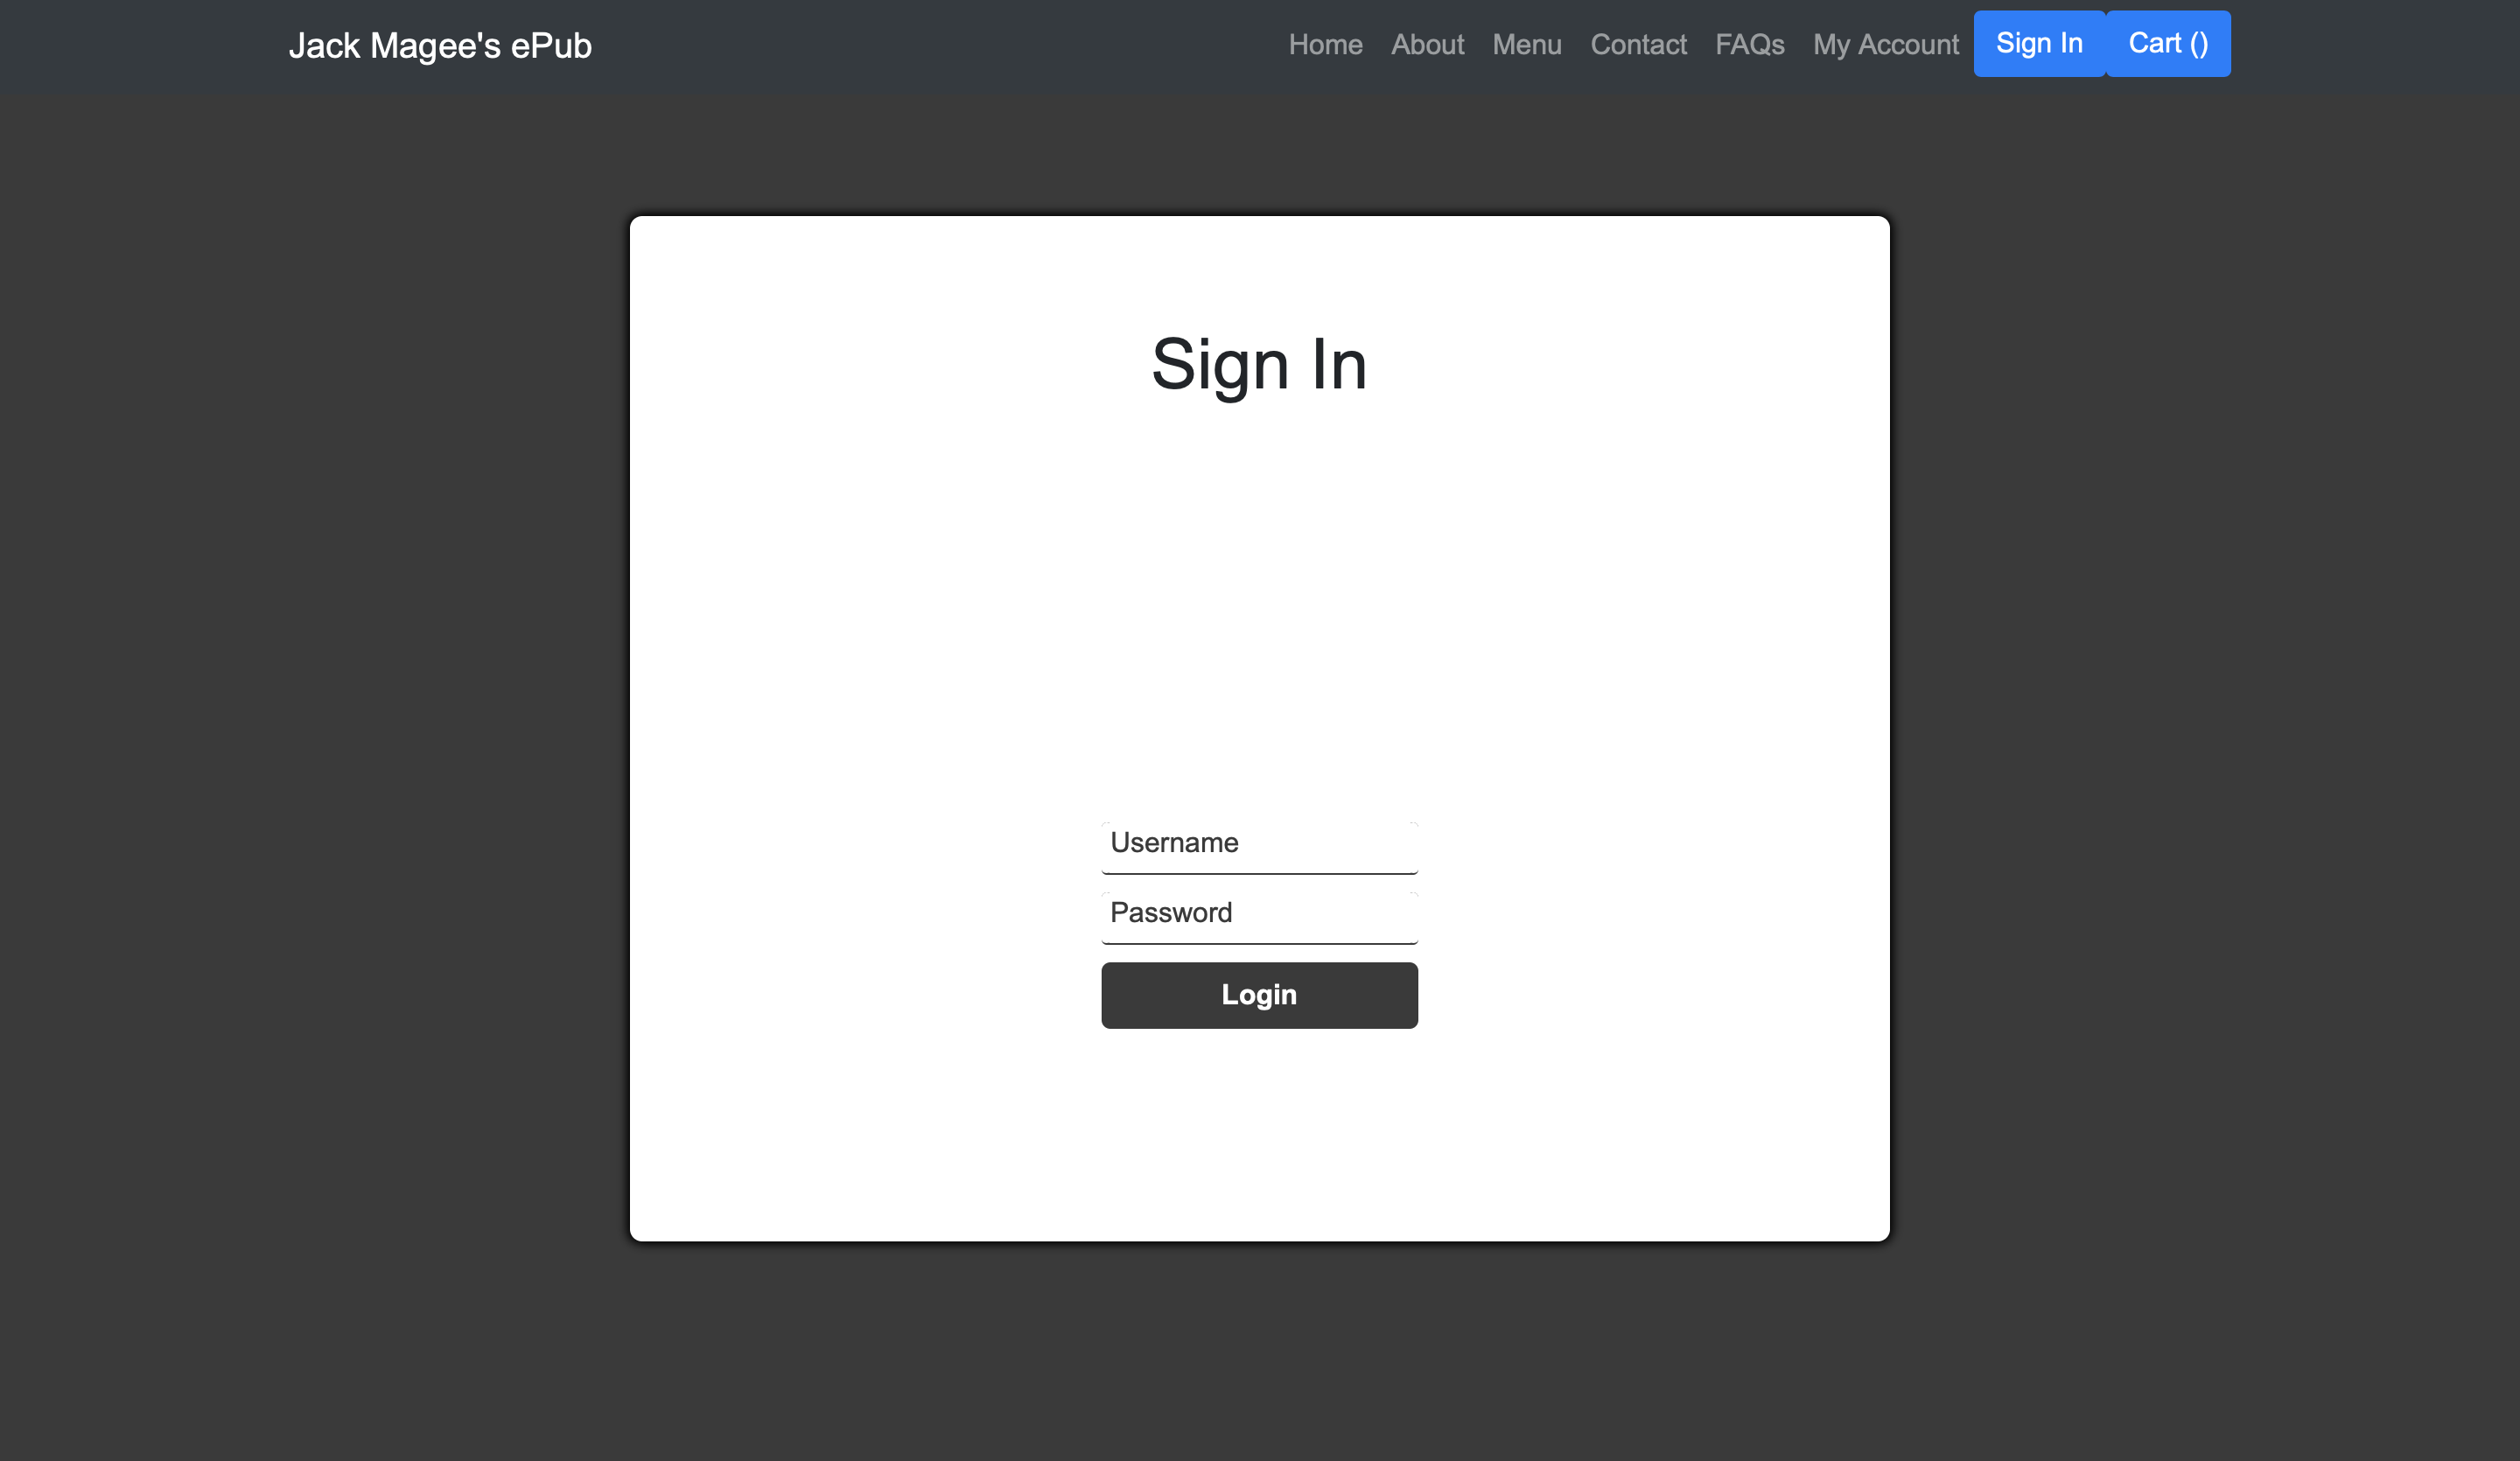 Jack Magee's ePub Home About Menu Contact FAQs My Account Sign In Cart ()
Sign In
Username
Password
Login